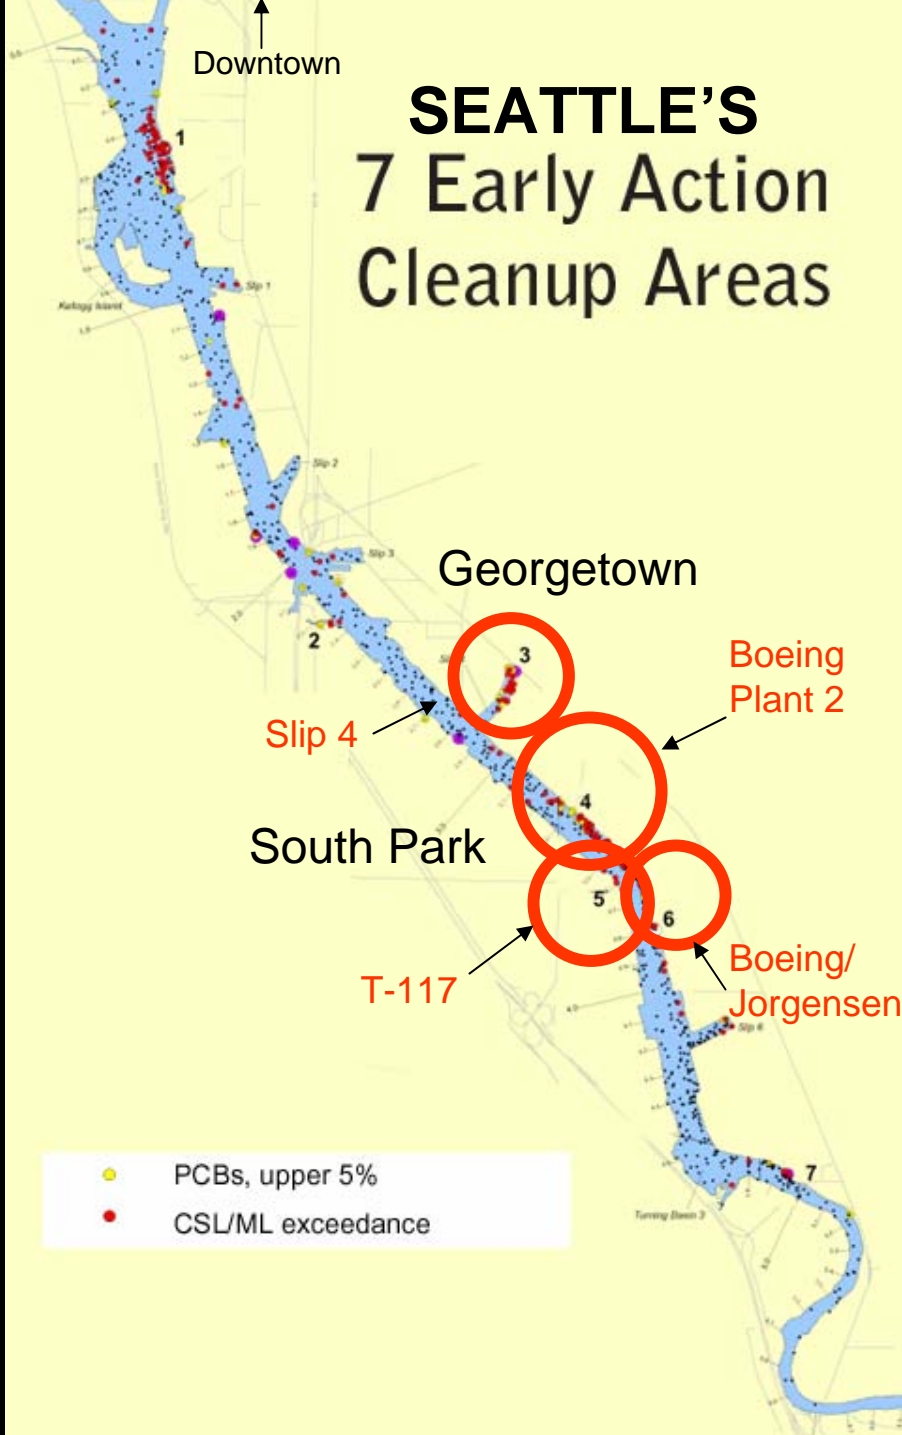 Downtown
SEATTLE'S
7 Early Action
Cleanup Areas
1
Slip 1
Kellogg Island
Slip 2
Slip 3
Georgetown
2
3
Boeing
Plant 2
Slip 4
4
South Park
5
6
T-117
Boeing/
Jorgensen
Slip 6
PCBs, upper 5%
CSL/ML exceedance
7
Turning Basin 3